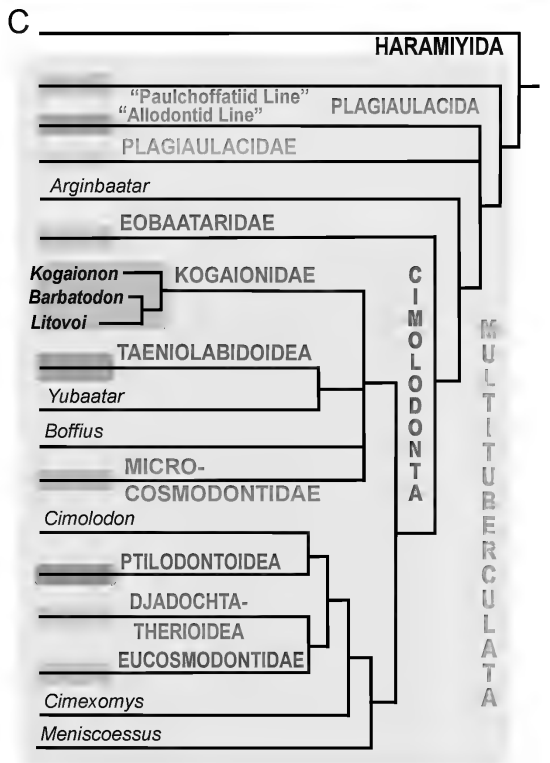 C
HARAMIYIDA
“Paulchoffatiid Line”
“Allodontid Line” PLAGIAULACIDA
PLAGIAULACIDAE
Arginbaatar
EOBAATARIDAE
Kogaionon KOGAIONIDAE
Barbatodon
Litovoi
CIMOLODONTA
MULTITUBERCULATA
TAENIOLABIDOIDEA
Yubaatar
Boffius
MICRO-
COSMODONTIDAE
Cimolodon
PTILODONTOIDEA
DJADOCHTA-
THERIOIDEA
EUCOSMODONTIDAE
Cimexomys
Meniscoessus